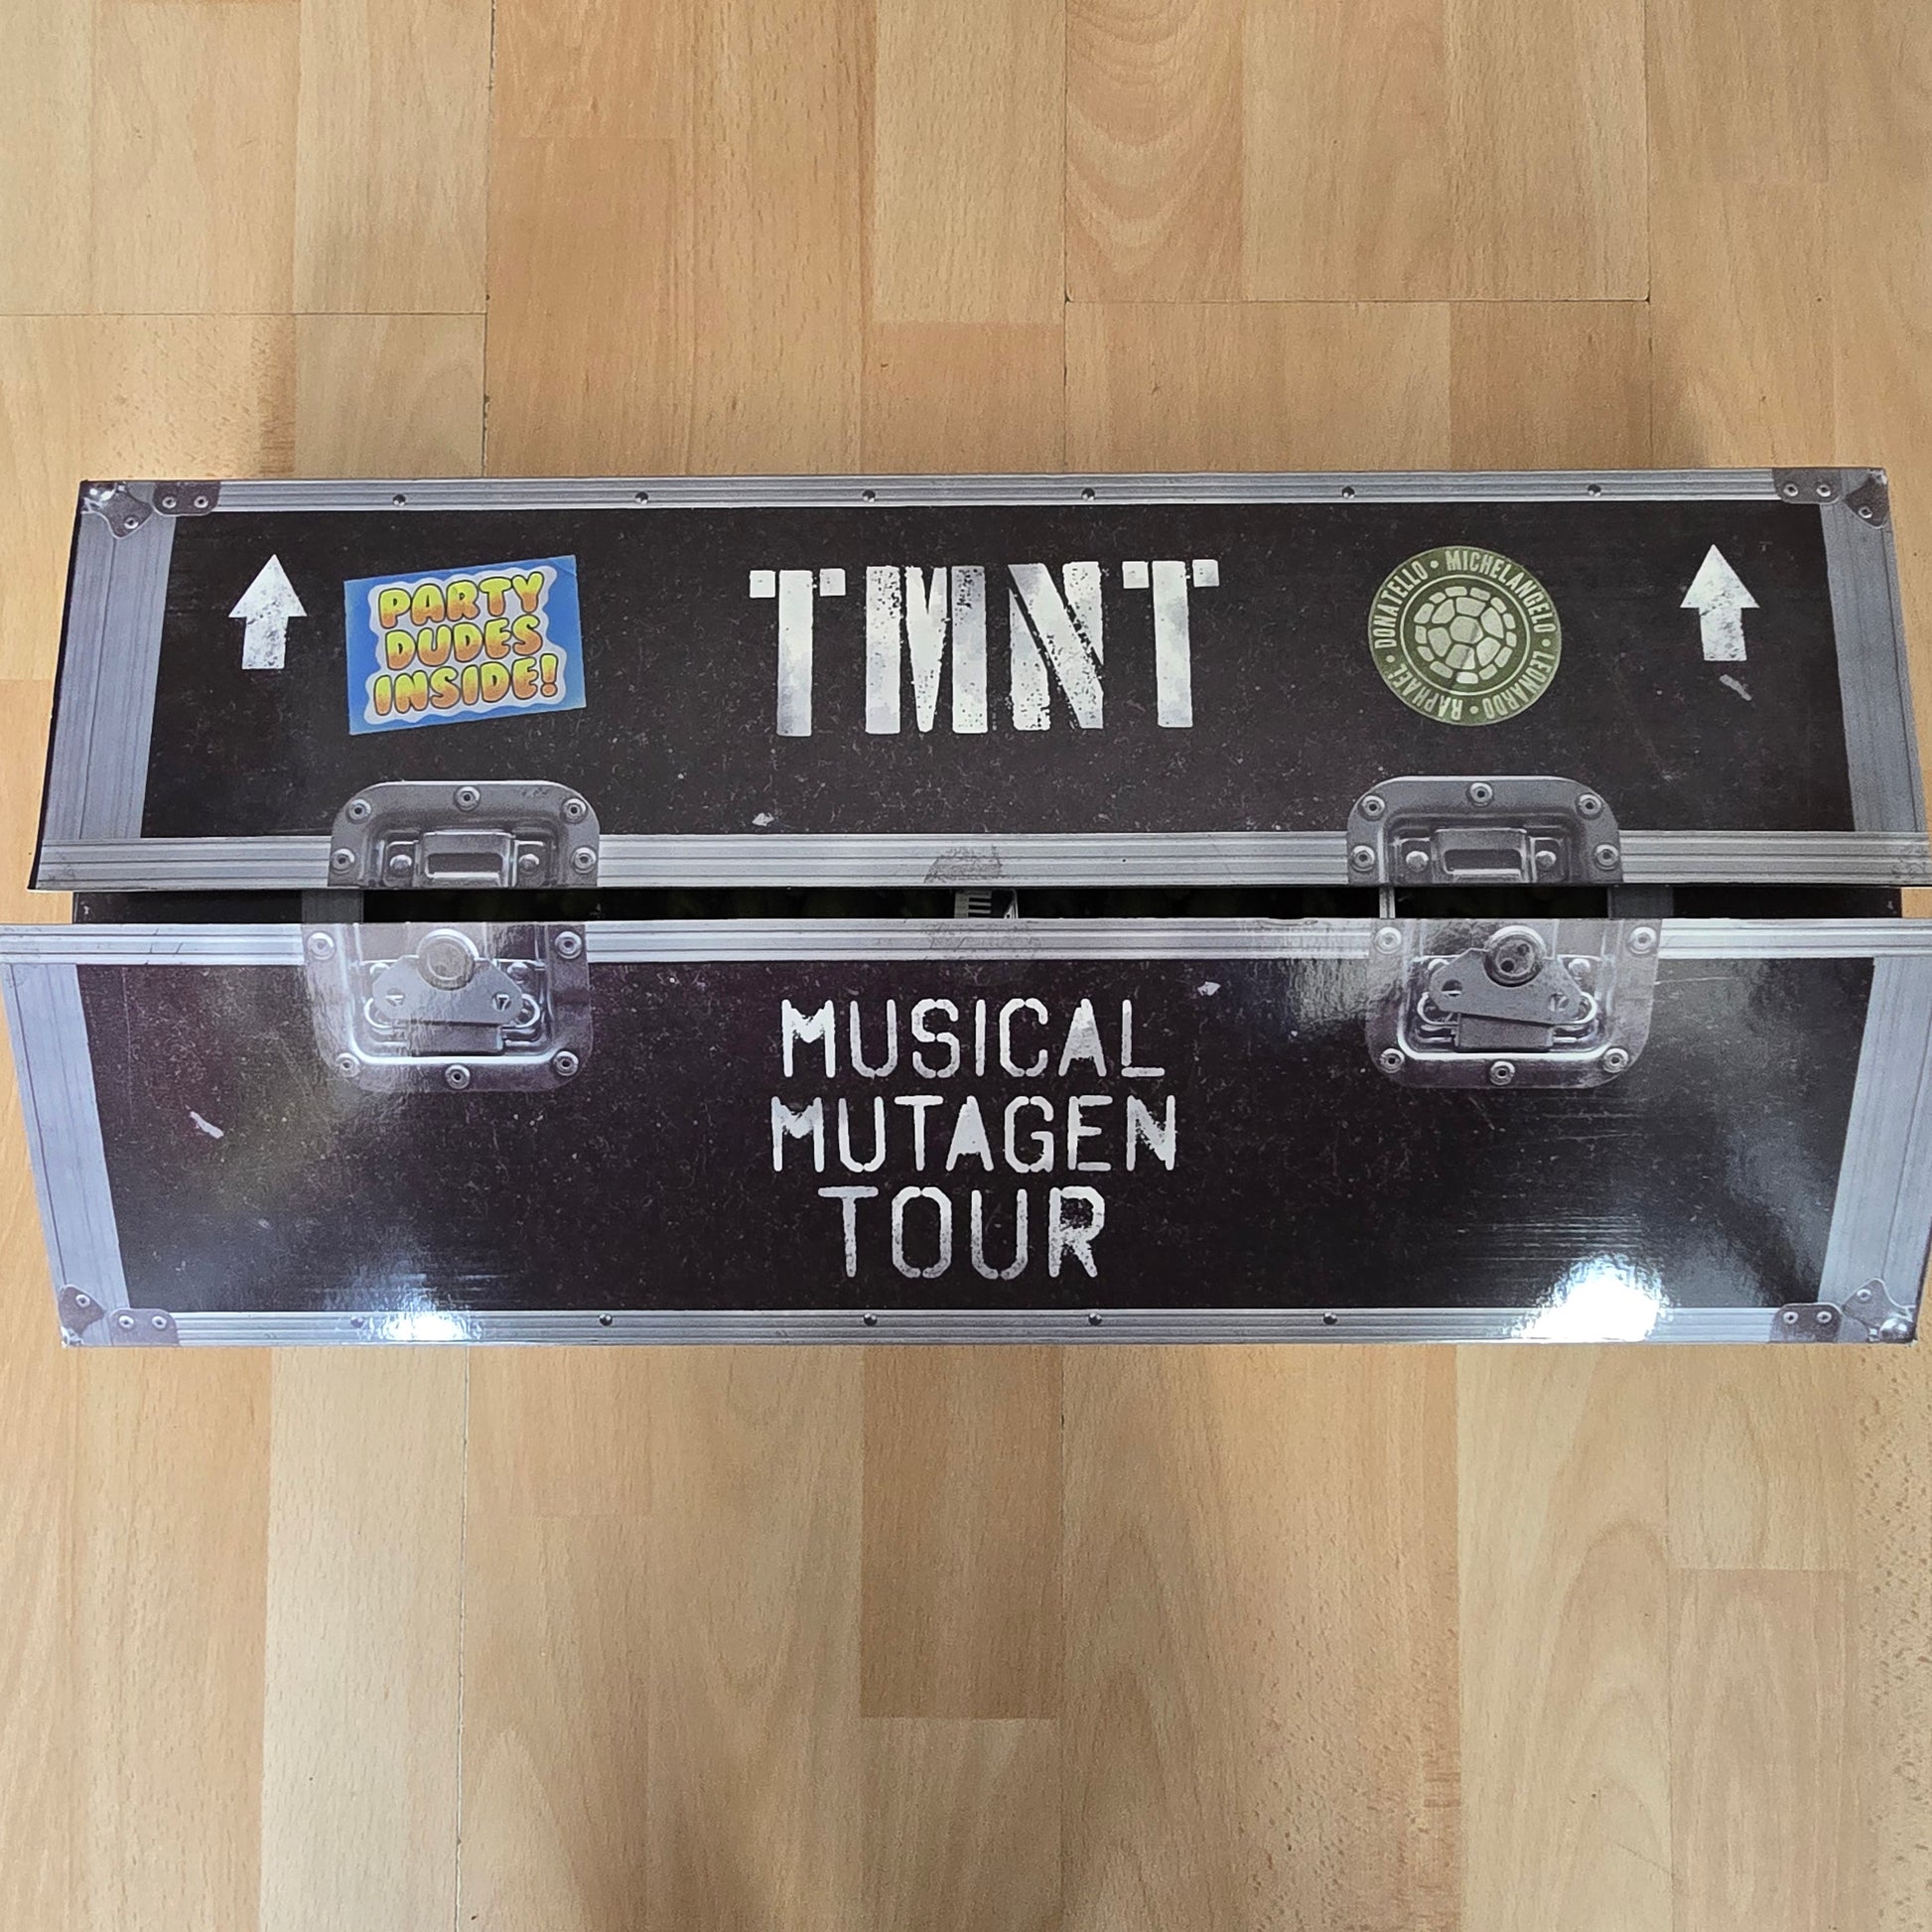 PARTY
DUDES
INSIDE!
TMNT
DONATELLO • MICHELANGELO • LEONARDO • RAPHAEL •
MUSICAL
MUTAGEN
TOUR